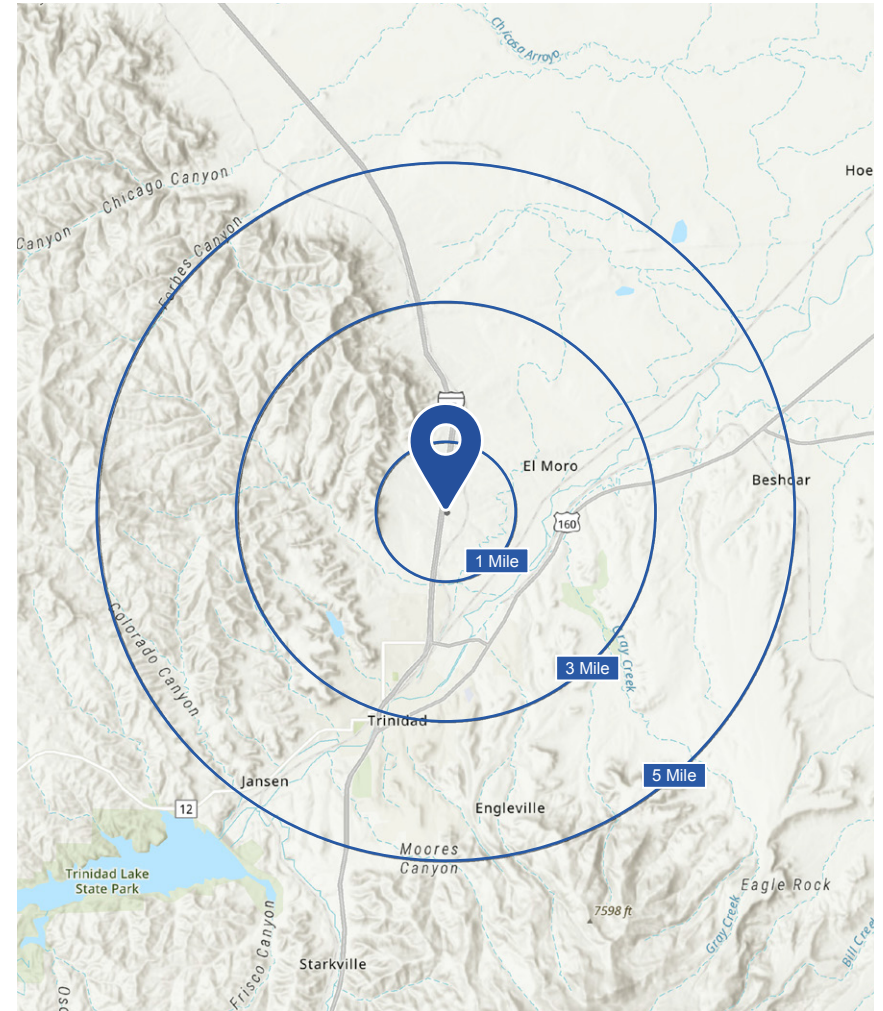 Chicosa Arroyo
Hoe
Chicago Canyon
Canyon
Forbes Canyon
El Moro
Beshoar
160
1 Mile
Colorado Canyon
Gray Creek
3 Mile
Trinidad
5 Mile
Jansen
12
Engleville
Moores
Canyon
Trinidad Lake
State Park
Eagle Rock
7598 ft
Gray Creek
Bill Creek
Frisco Canyon
Starkville